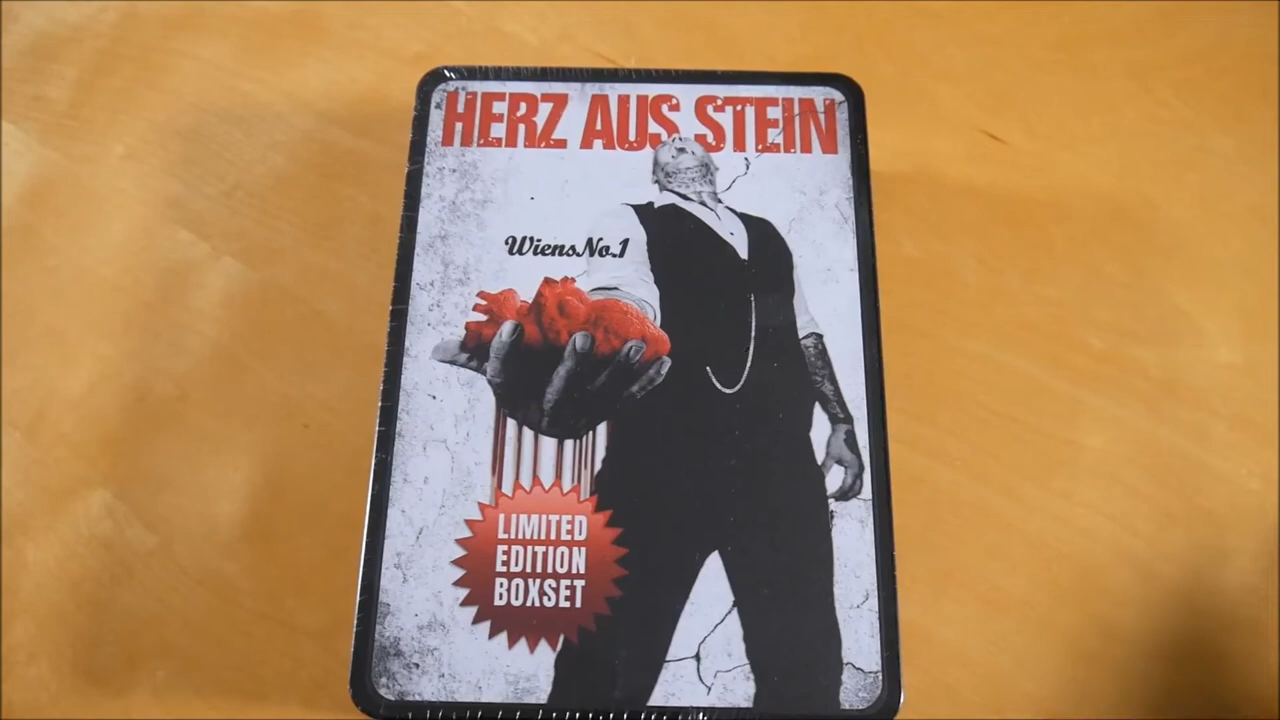 HERZ AUS STEIN
WiensNo.1
LIMITED
EDITION
BOXSET